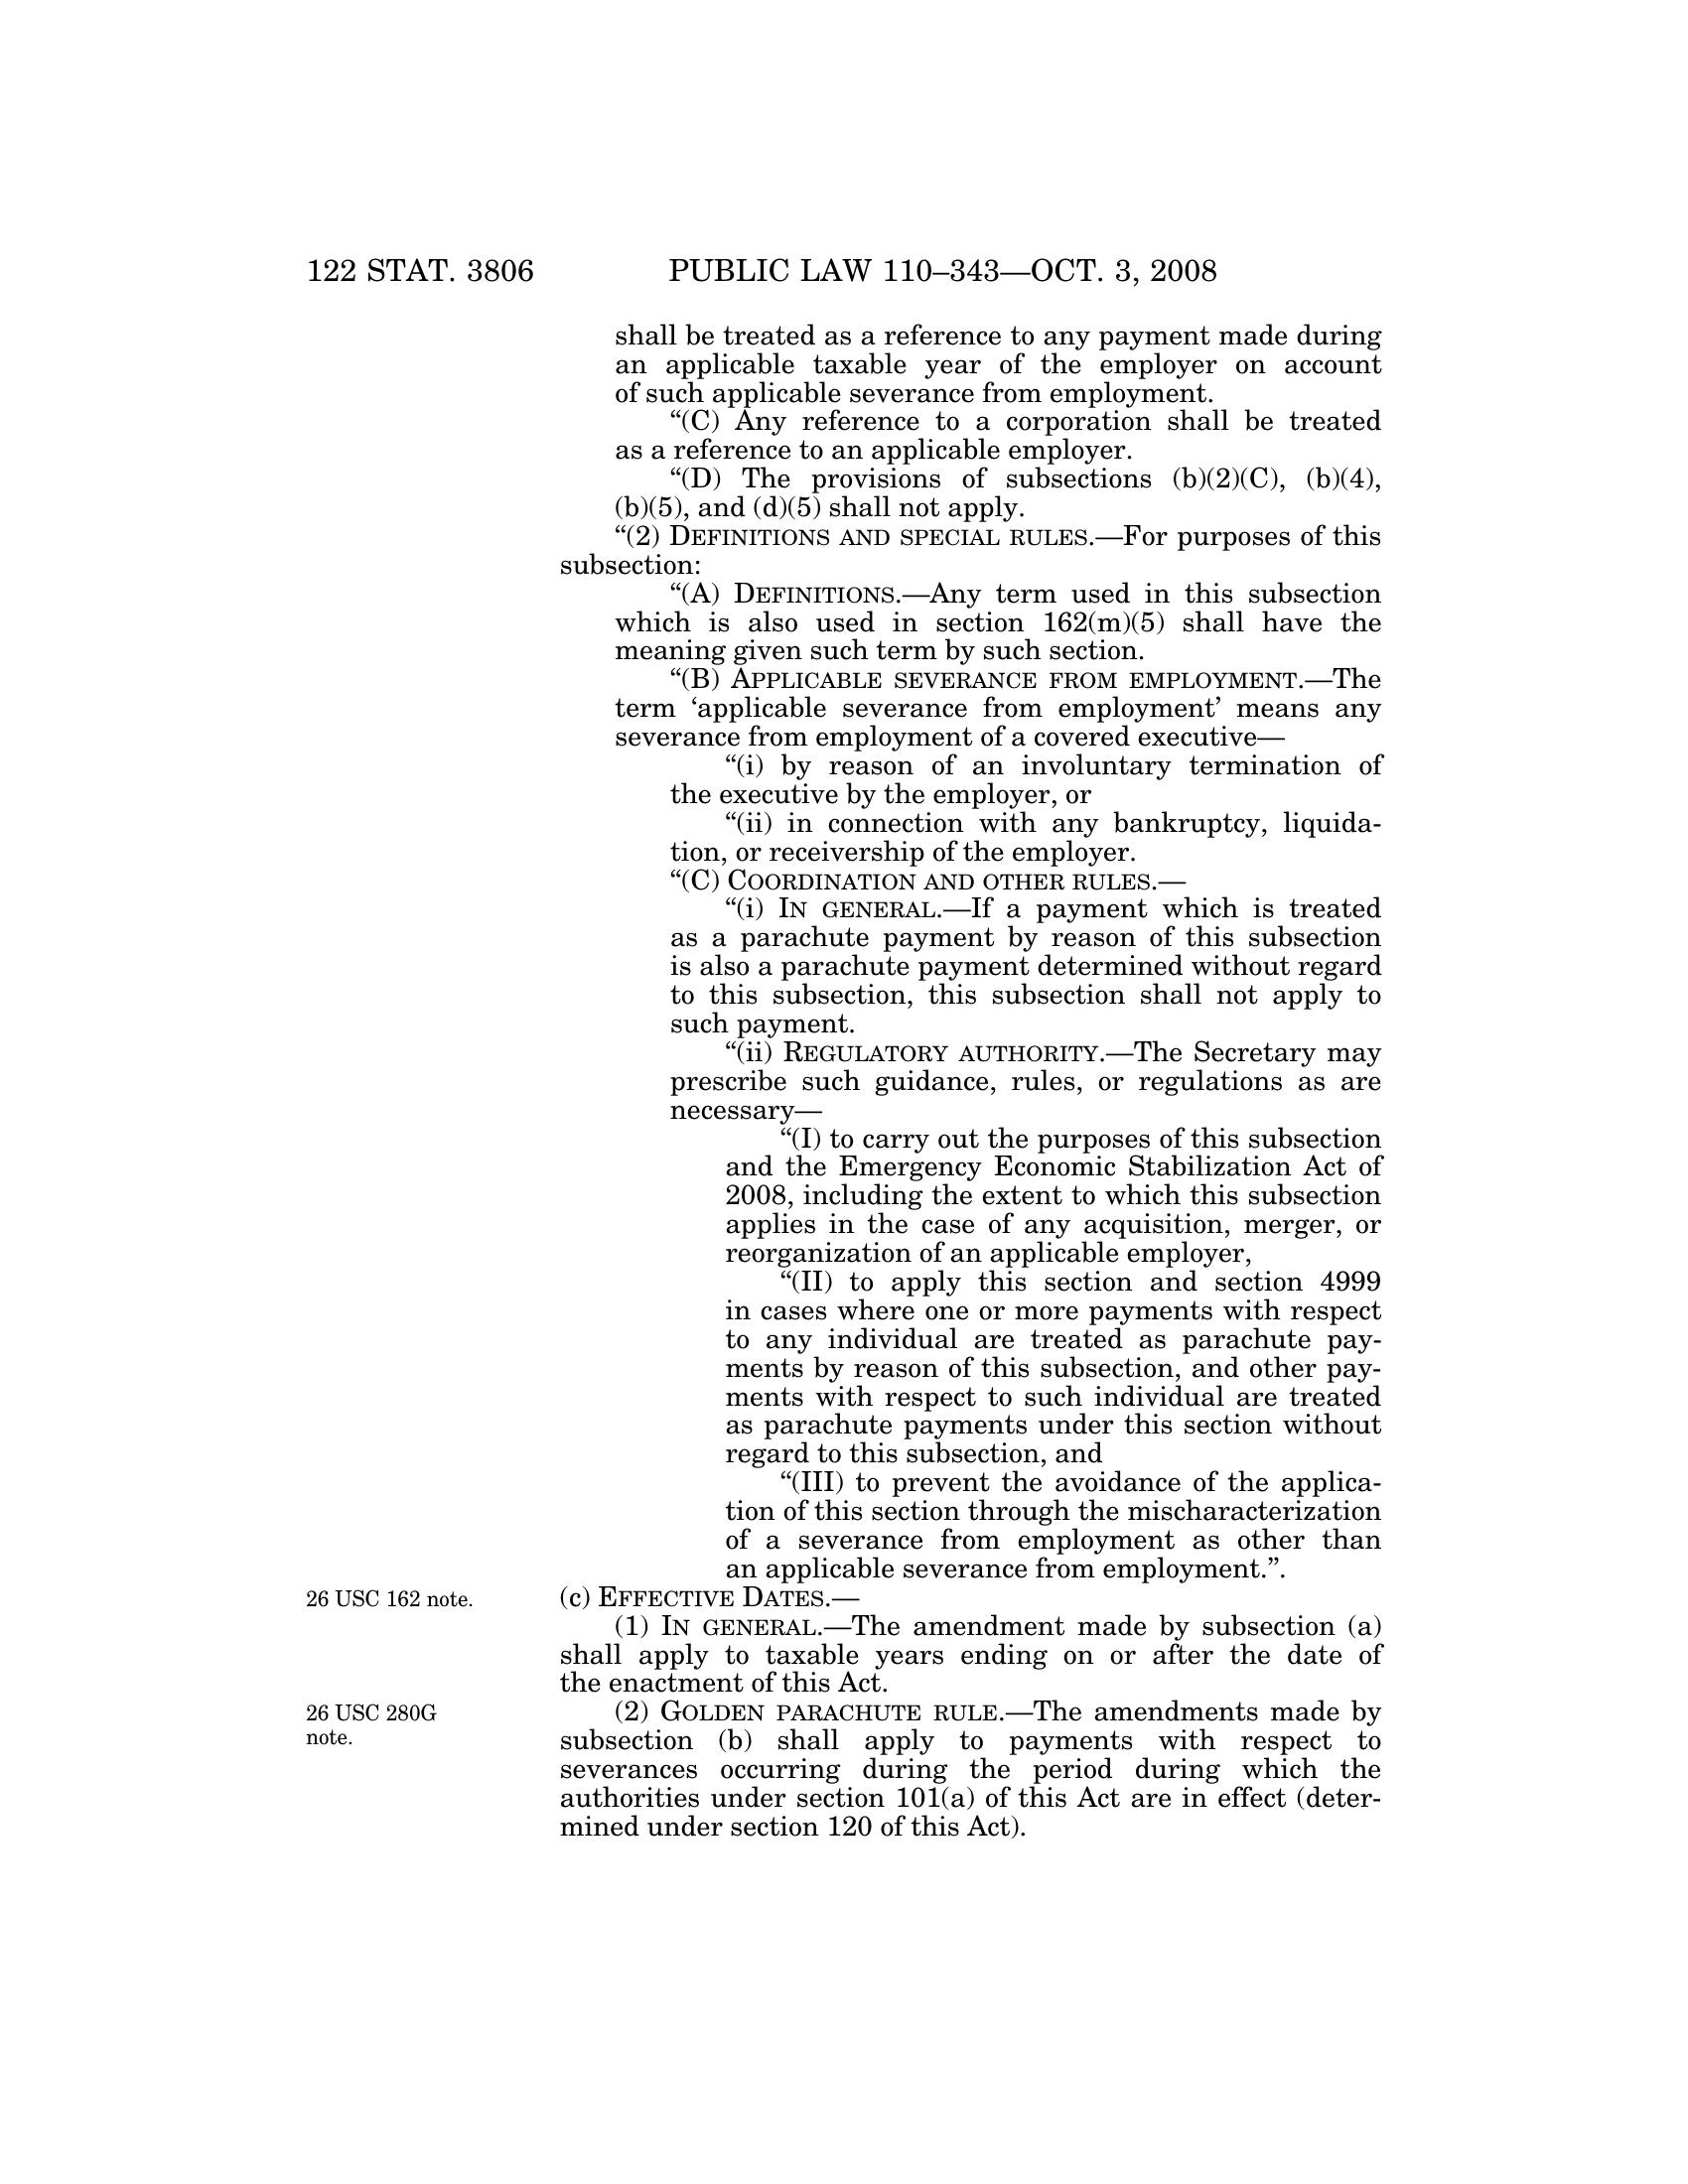 122 STAT. 3806 PUBLIC LAW 110–343—OCT. 3, 2008
shall be treated as a reference to any payment made during
an applicable taxable year of the employer on account
of such applicable severance from employment.
“(C) Any reference to a corporation shall be treated
as a reference to an applicable employer.
“(D) The provisions of subsections (b)(2)(C), (b)(4),
(b)(5), and (d)(5) shall not apply.
“(2) DEFINITIONS AND SPECIAL RULES.—For purposes of this
subsection:
“(A) DEFINITIONS.—Any term used in this subsection
which is also used in section 162(m)(5) shall have the
meaning given such term by such section.
“(B) APPLICABLE SEVERANCE FROM EMPLOYMENT.—The
term ‘applicable severance from employment’ means any
severance from employment of a covered executive—
“(i) by reason of an involuntary termination of
the executive by the employer, or
“(ii) in connection with any bankruptcy, liquida-
tion, or receivership of the employer.
“(C) COORDINATION AND OTHER RULES.—
“(i) IN GENERAL.—If a payment which is treated
as a parachute payment by reason of this subsection
is also a parachute payment determined without regard
to this subsection, this subsection shall not apply to
such payment.
“(ii) REGULATORY AUTHORITY.—The Secretary may
prescribe such guidance, rules, or regulations as are
necessary—
“(I) to carry out the purposes of this subsection
and the Emergency Economic Stabilization Act of
2008, including the extent to which this subsection
applies in the case of any acquisition, merger, or
reorganization of an applicable employer,
“(II) to apply this section and section 4999
in cases where one or more payments with respect
to any individual are treated as parachute pay-
ments by reason of this subsection, and other pay-
ments with respect to such individual are treated
as parachute payments under this section without
regard to this subsection, and
“(III) to prevent the avoidance of the applica-
tion of this section through the mischaracterization
of a severance from employment as other than
an applicable severance from employment.”.
26 USC 162 note.
(c) EFFECTIVE DATES.—
(1) IN GENERAL.—The amendment made by subsection (a)
shall apply to taxable years ending on or after the date of
the enactment of this Act.
26 USC 280G
note.
(2) GOLDEN PARACHUTE RULE.—The amendments made by
subsection (b) shall apply to payments with respect to
severances occurring during the period during which the
authorities under section 101(a) of this Act are in effect (deter-
mined under section 120 of this Act).